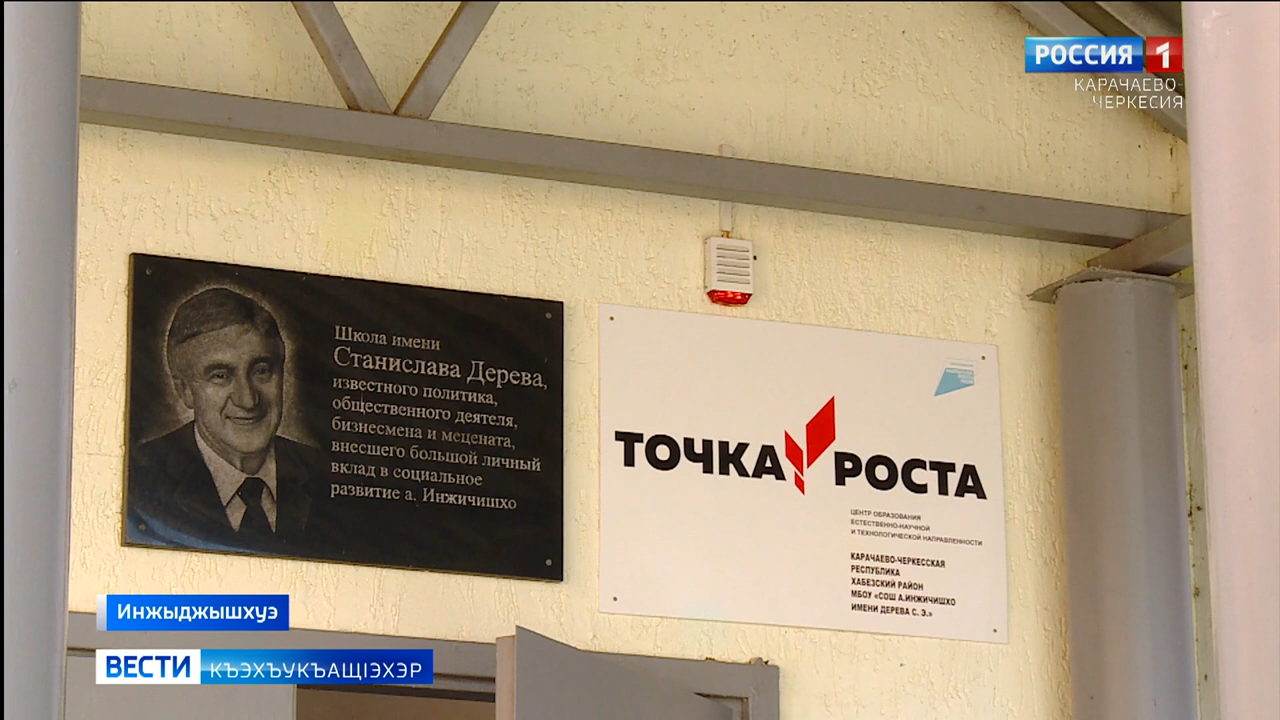 РОССИЯ 1
КАРАЧАЕВО-
ЧЕРКЕСИЯ
Школа имени
Станислава Дерева,
известного политика,
общественного деятеля,
бизнесмена и мецената,
внесшего большой личный
вклад в социальное
развитие а. Инжичишхо
ТОЧКА РОСТА
ЦЕНТР ОБРАЗОВАНИЯ
ЕСТЕСТВЕННО-НАУЧНОЙ
И ТЕХНОЛОГИЧЕСКОЙ НАПРАВЛЕННОСТИ
КАРАЧАЕВО-ЧЕРКЕССКАЯ
РЕСПУБЛИКА
ХАБЕЗСКИЙ РАЙОН
МБОУ «СОШ А.ИНЖИЧИШХО
ИМЕНИ ДЕРЕВА С. Э.»
Инжыджышхуэ
ВЕСТИ КЪЭХЪУКЪАЩІЭХЭР